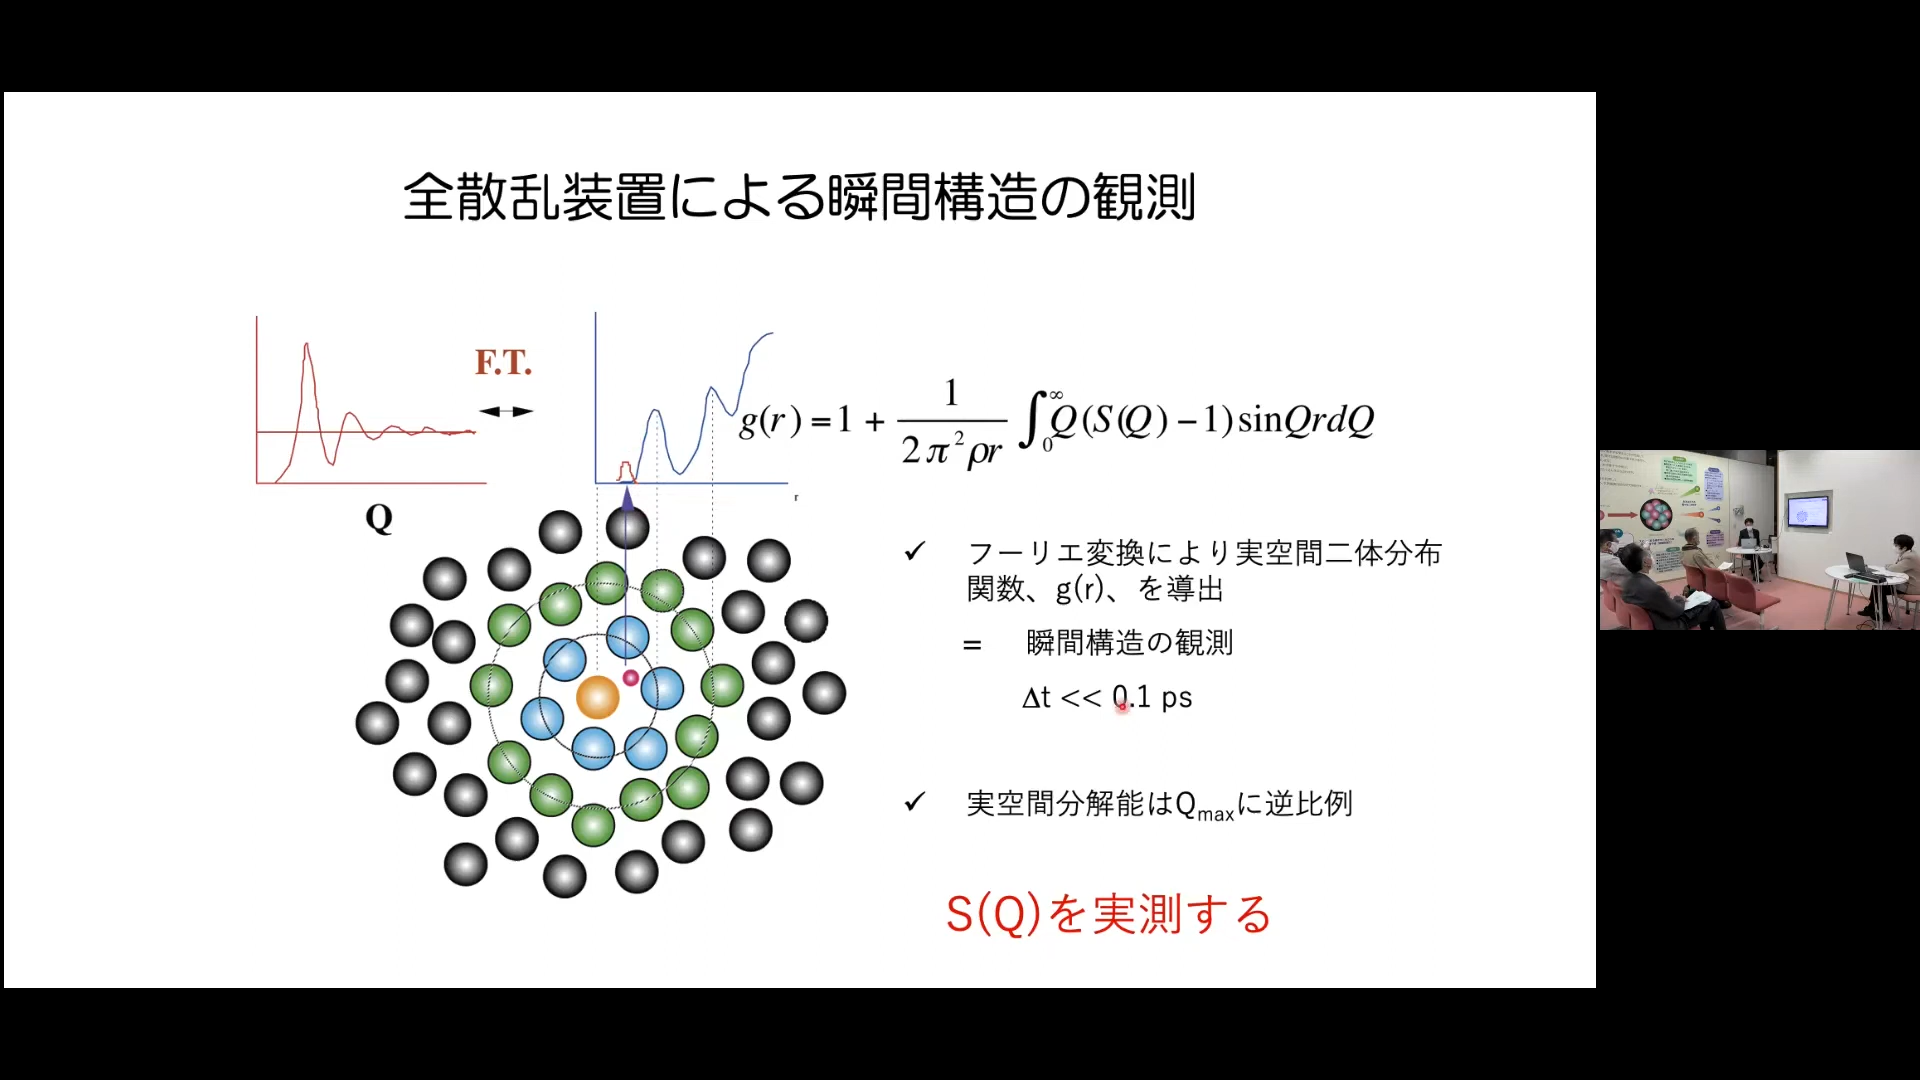 全散乱装置による瞬間構造の観測
F.T.
Q
r
g(r) = 1 + 1/(2π²ρr) ∫₀^∞ Q(S(Q) − 1) sinQrdQ
✓ フーリエ変換により実空間二体分布
関数、g(r)、を導出
= 瞬間構造の観測
Δt << 0.1 ps
✓ 実空間分解能はQmaxに逆比例
S(Q)を実測する